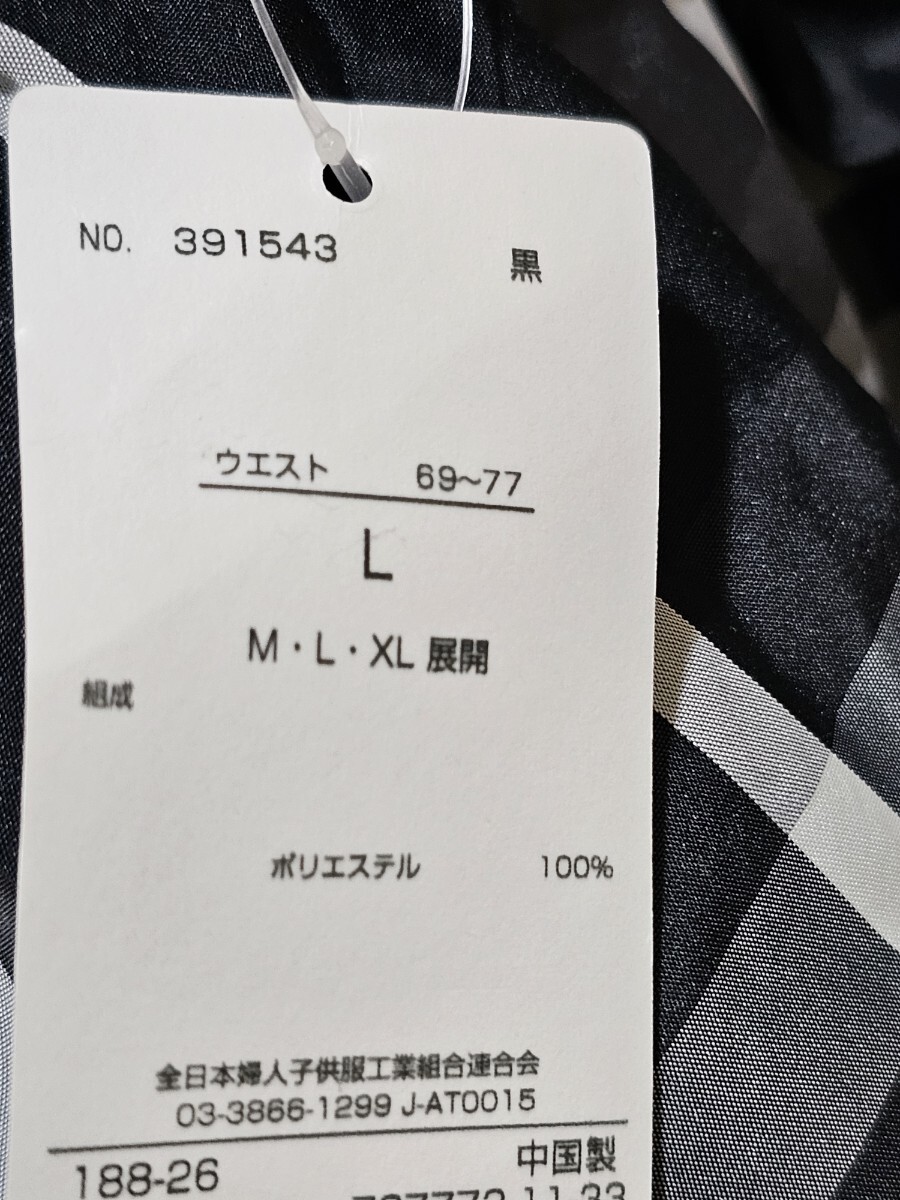 NO. 391543 黒
ウエスト 69〜77
L
M・L・XL 展開
組成
ポリエステル 100%
全日本婦人子供服工業組合連合会
03-3866-1299 J-AT0015
188-26 中国製